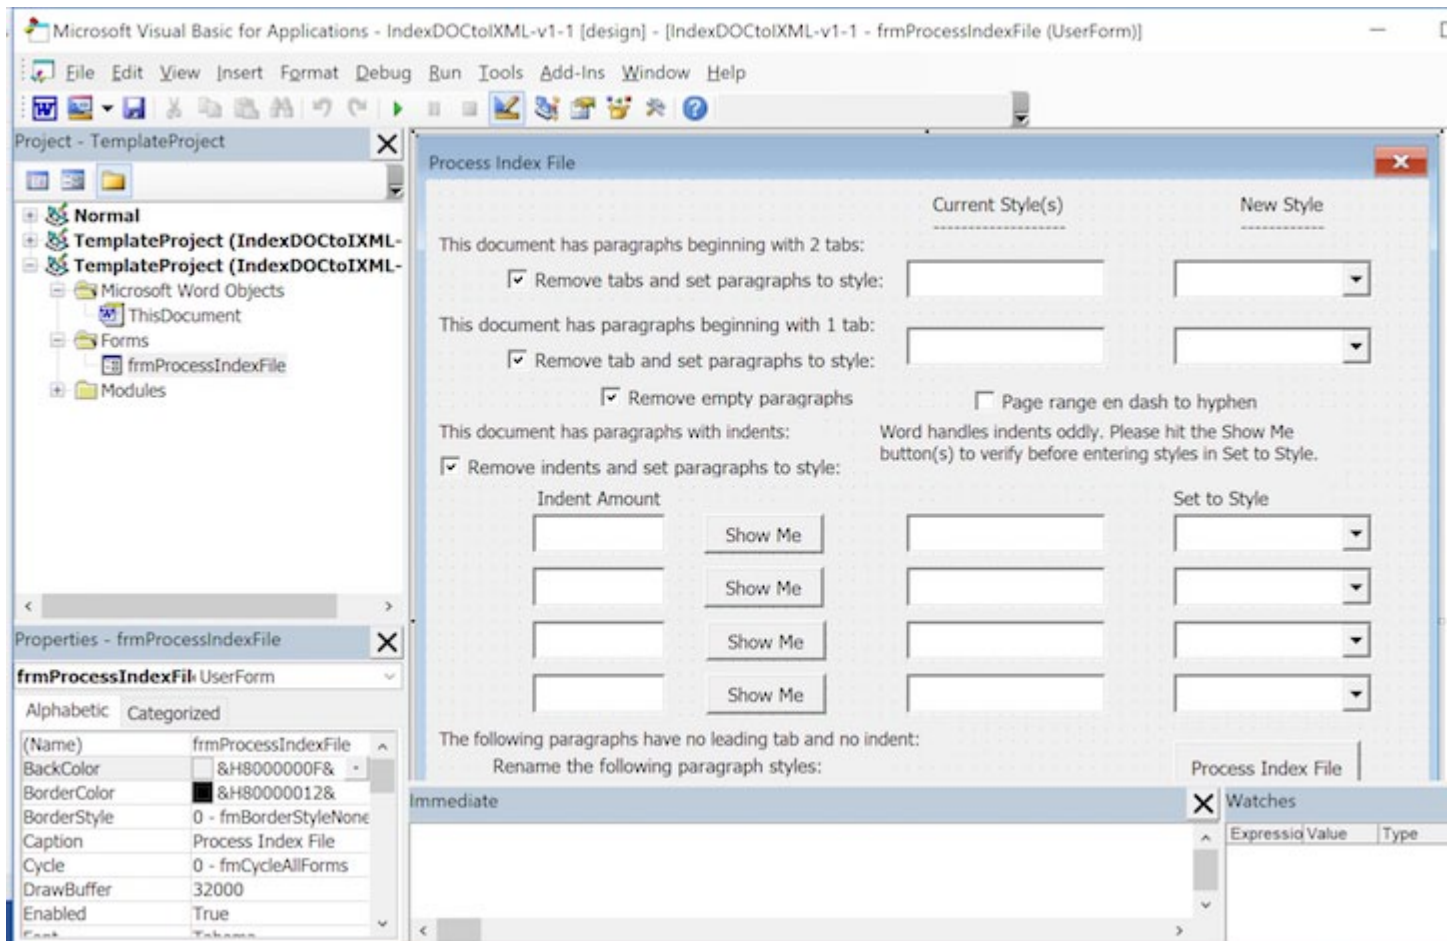 Microsoft Visual Basic for Applications - IndexDOCtoIXML-v1-1 [design] - [IndexDOCtoIXML-v1-1 - frmProcessIndexFile (UserForm)]
File Edit View Insert Format Debug Run Tools Add-Ins Window Help
Project - TemplateProject
Normal
TemplateProject (IndexDOCtoIXML-
TemplateProject (IndexDOCtoIXML-
Microsoft Word Objects
ThisDocument
Forms
frmProcessIndexFile
Modules
Properties - frmProcessIndexFile
frmProcessIndexFil UserForm
Alphabetic Categorized
(Name) frmProcessIndexFile
BackColor &H8000000F&
BorderColor &H80000012&
BorderStyle 0 - fmBorderStyleNone
Caption Process Index File
Cycle 0 - fmCycleAllForms
DrawBuffer 32000
Enabled True
Font Tahoma
Process Index File
Current Style(s) New Style
-------------------- -------------
This document has paragraphs beginning with 2 tabs:
Remove tabs and set paragraphs to style:
This document has paragraphs beginning with 1 tab:
Remove tab and set paragraphs to style:
Remove empty paragraphs Page range en dash to hyphen
This document has paragraphs with indents:
Remove indents and set paragraphs to style:
Word handles indents oddly. Please hit the Show Me
button(s) to verify before entering styles in Set to Style.
Indent Amount Set to Style
Show Me
Show Me
Show Me
Show Me
The following paragraphs have no leading tab and no indent:
Rename the following paragraph styles:
Process Index File
Immediate
Watches
Expressio Value Type